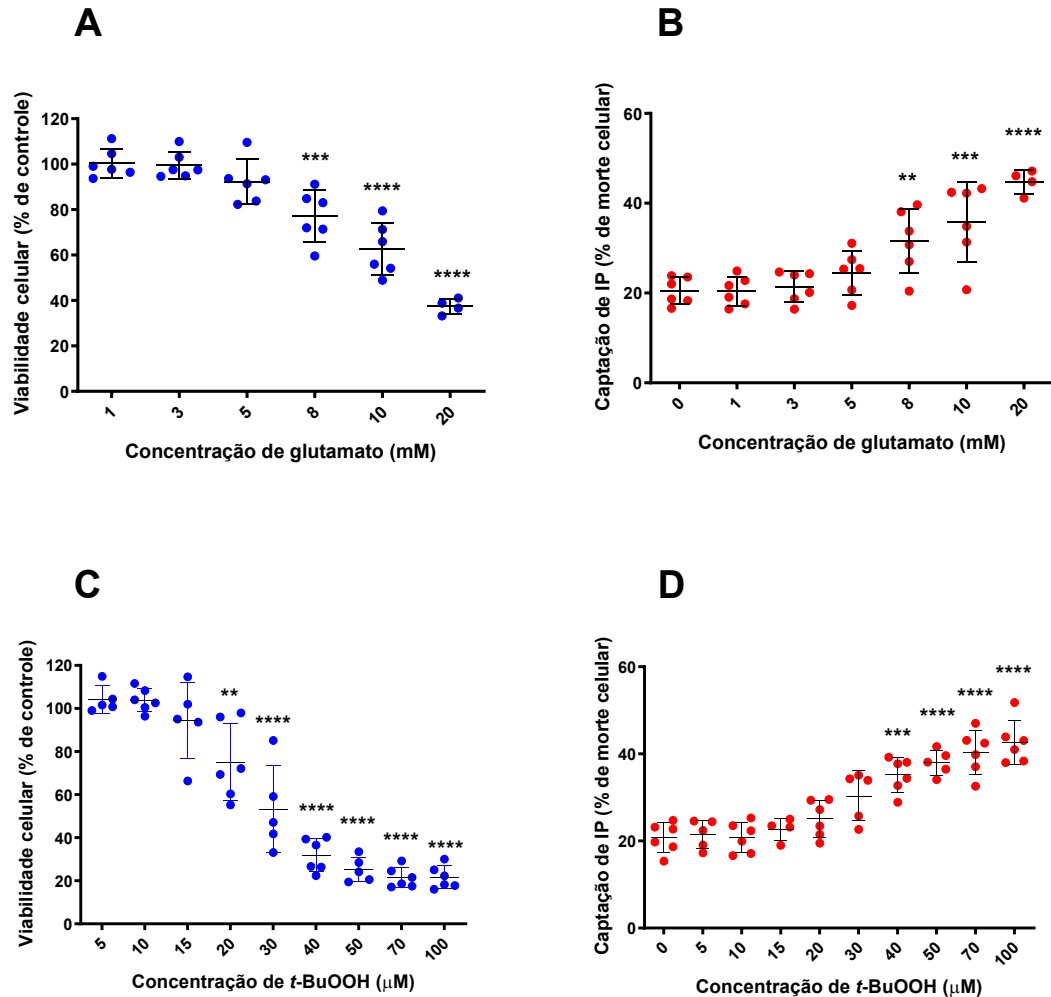 A
Viabilidade celular (% de controle)
120
100
80
60
40
20
0
***
****
****
1 3 5 8 10 20
Concentração de glutamato (mM)
B
Captação de IP (% de morte celular)
60
40
20
0
**
***
****
0 1 3 5 8 10 20
Concentração de glutamato (mM)
C
Viabilidade celular (% de controle)
120
100
80
60
40
20
0
**
****
****
****
****
****
5 10 15 20 30 40 50 70 100
Concentração de t-BuOOH (µM)
D
Captação de IP (% de morte celular)
60
40
20
0
***
****
****
****
0 5 10 15 20 30 40 50 70 100
Concentração de t-BuOOH (µM)